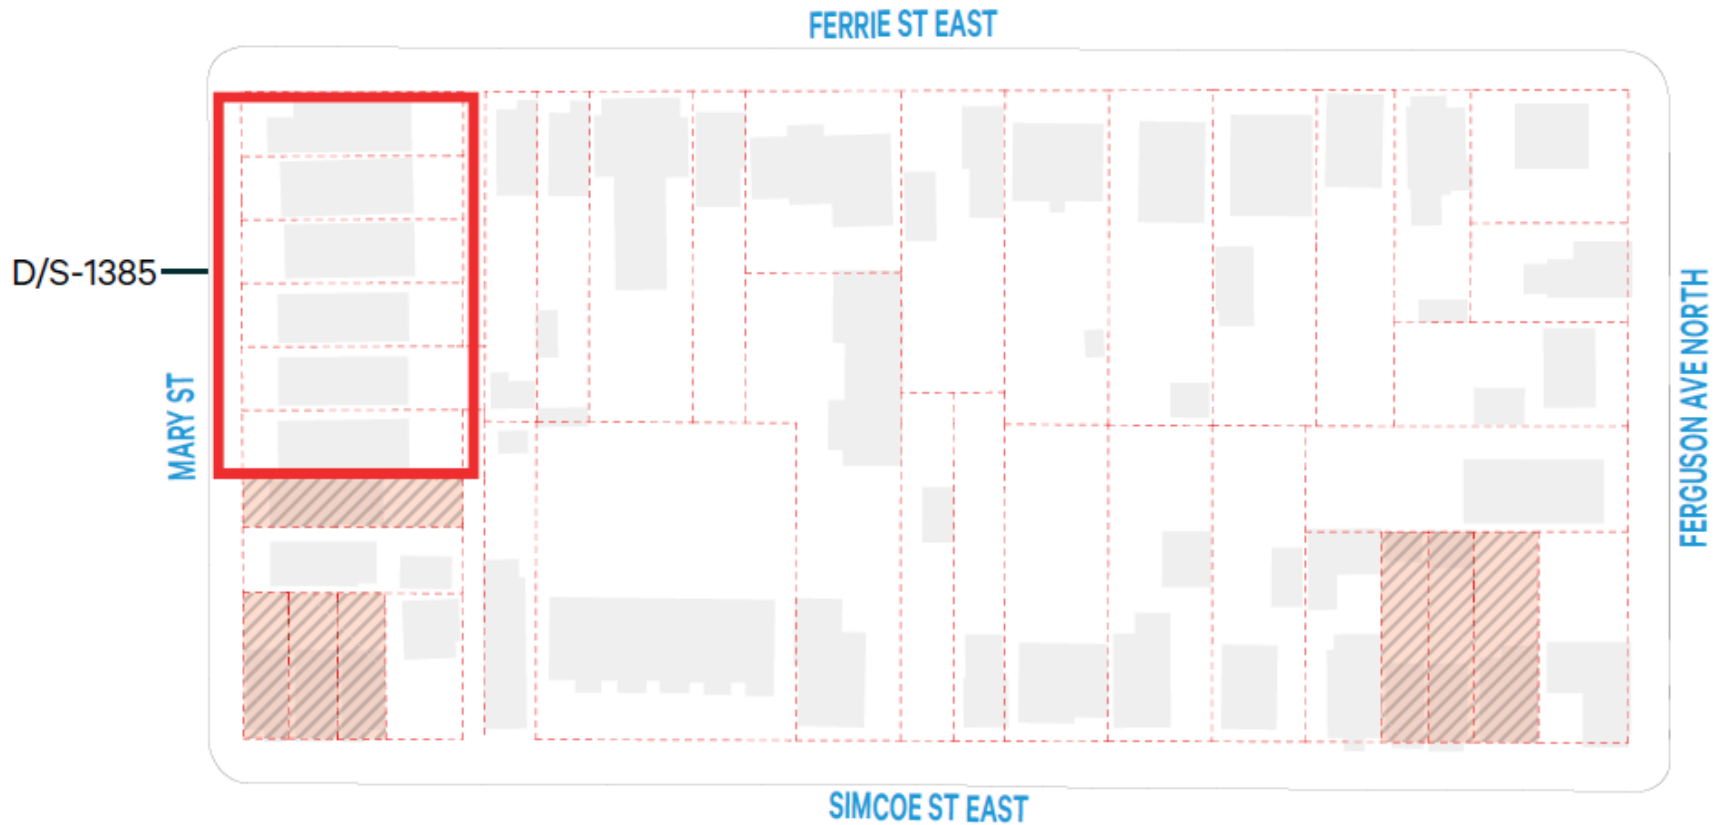 FERRIE ST EAST
D/S-1385
MARY ST
FERGUSON AVE NORTH
SIMCOE ST EAST